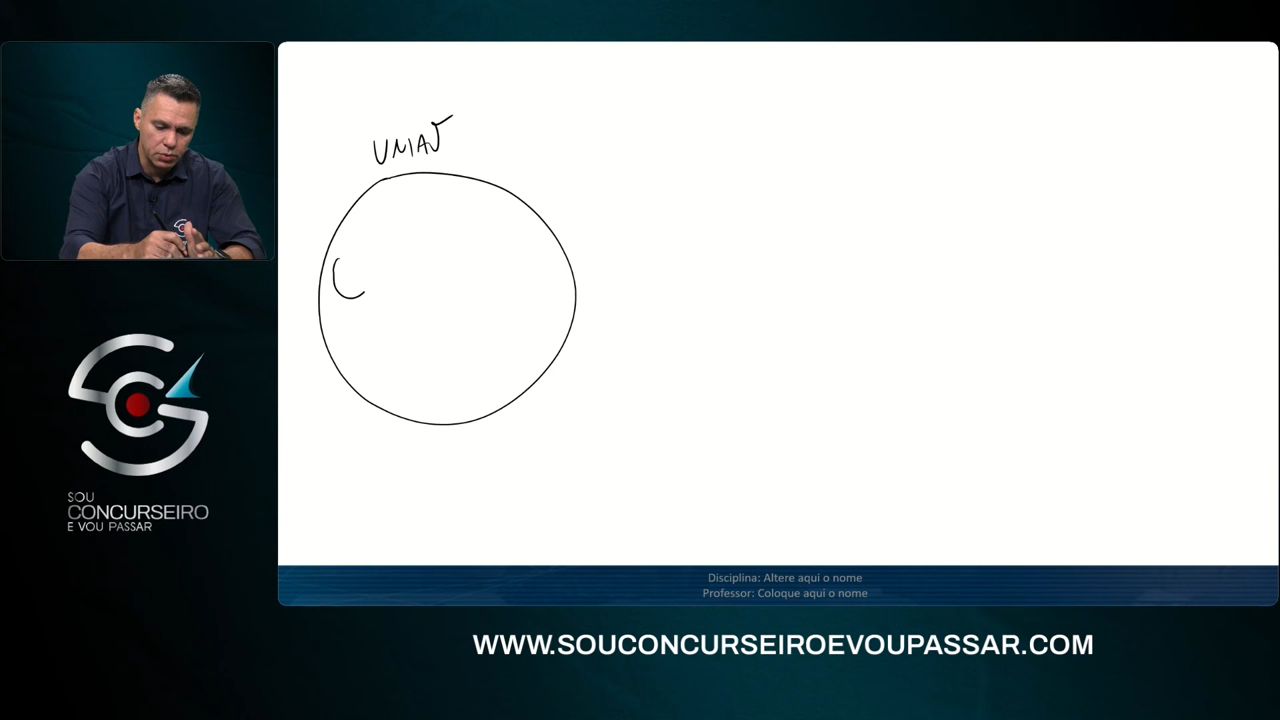 UNIÃO
SOU
CONCURSEIRO
E VOU PASSAR
Disciplina: Altere aqui o nome
Professor: Coloque aqui o nome
WWW.SOUCONCURSEIROEVOUPASSAR.COM